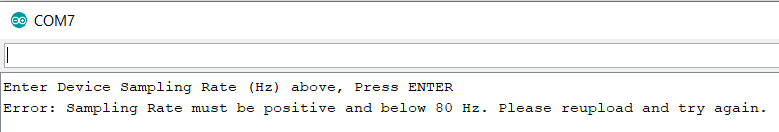 COM7
Enter Device Sampling Rate (Hz) above, Press ENTER
Error: Sampling Rate must be positive and below 80 Hz. Please reupload and try again.